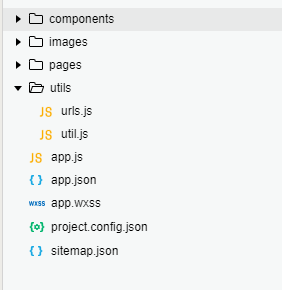 components
images
pages
utils
JS urls.js
JS util.js
JS app.js
{ } app.json
wxss app.wxss
{o} project.config.json
{ } sitemap.json